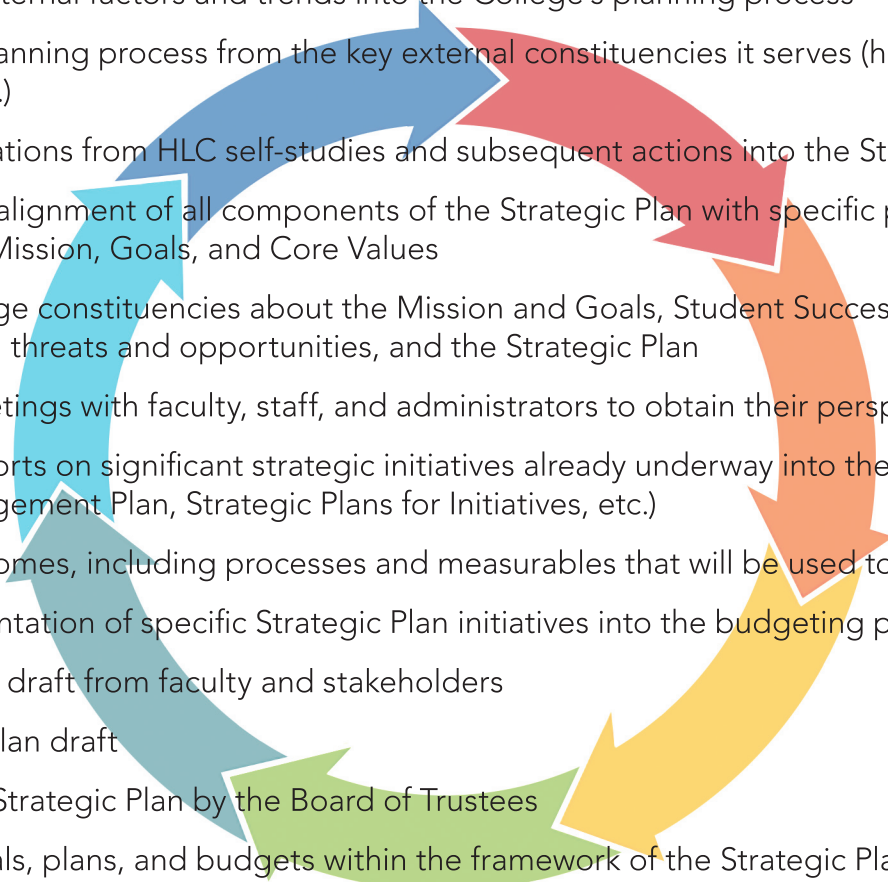 ternal factors and trends into the College's planning process
anning process from the key external constituencies it serves (h
.)
ations from HLC self-studies and subsequent actions into the St
alignment of all components of the Strategic Plan with specific p
Mission, Goals, and Core Values
ge constituencies about the Mission and Goals, Student Succes
threats and opportunities, and the Strategic Plan
etings with faculty, staff, and administrators to obtain their persp
orts on significant strategic initiatives already underway into the
gement Plan, Strategic Plans for Initiatives, etc.)
omes, including processes and measurables that will be used to
ntation of specific Strategic Plan initiatives into the budgeting p
draft from faculty and stakeholders
lan draft
Strategic Plan by the Board of Trustees
als, plans, and budgets within the framework of the Strategic Pla